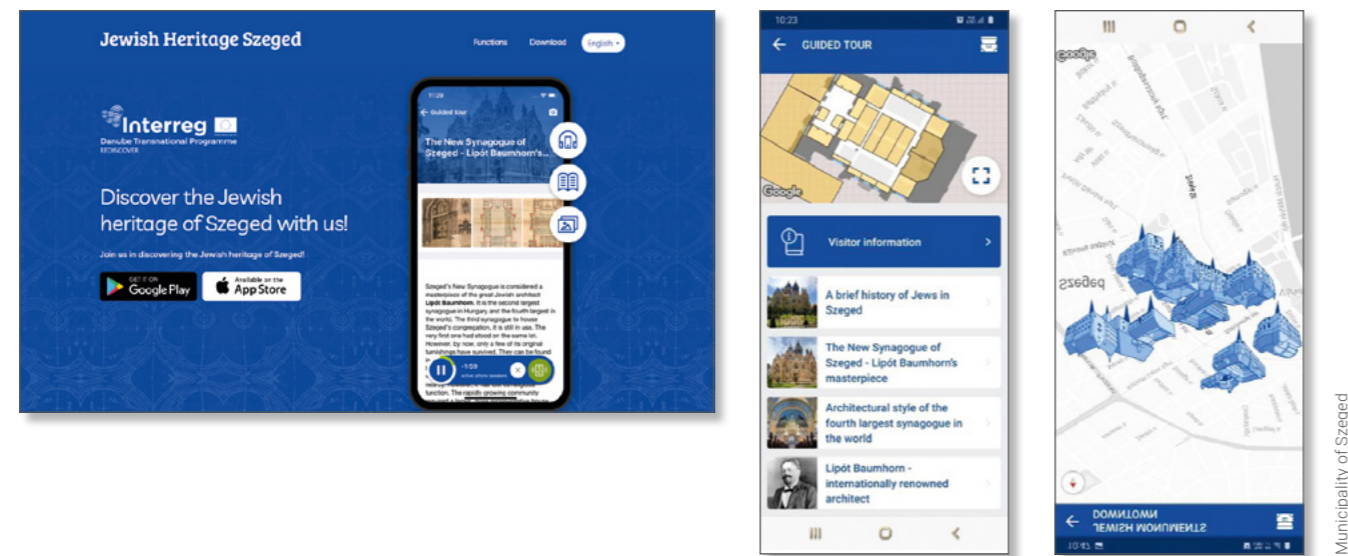 Jewish Heritage Szeged
Functions
Download
English
Interreg
Danube Transnational Programme
REDISCOVER
Discover the Jewish
heritage of Szeged with us!
Join us in discovering the Jewish heritage of Szeged!
GET IT ON
Google Play
Available on the
App Store
11:29
Guided tour
The New Synagogue of
Szeged - Lipót Baumhorn's...
Szeged's New Synagogue is considered a
masterpiece of the great Jewish architect
Lipót Baumhorn. It is the second largest
synagogue in Hungary and the fourth largest in
the world. The third synagogue to house
Szeged's congregation, it is still in use. The
very first one had stood on the same lot.
However, by now, only a few of its original
furnishings have survived. They can be found
-1:59
active phone speakers
function. The rapidly growing community
10:23
GUIDED TOUR
Google
Visitor information
A brief history of Jews in
Szeged
The New Synagogue of
Szeged - Lipót Baumhorn's
masterpiece
Architectural style of the
fourth largest synagogue in
the world
Lipót Baumhorn -
internationally renowned
architect
Google
Szeged
JEWISH MONUMENTS
DOWNTOWN
Municipality of Szeged